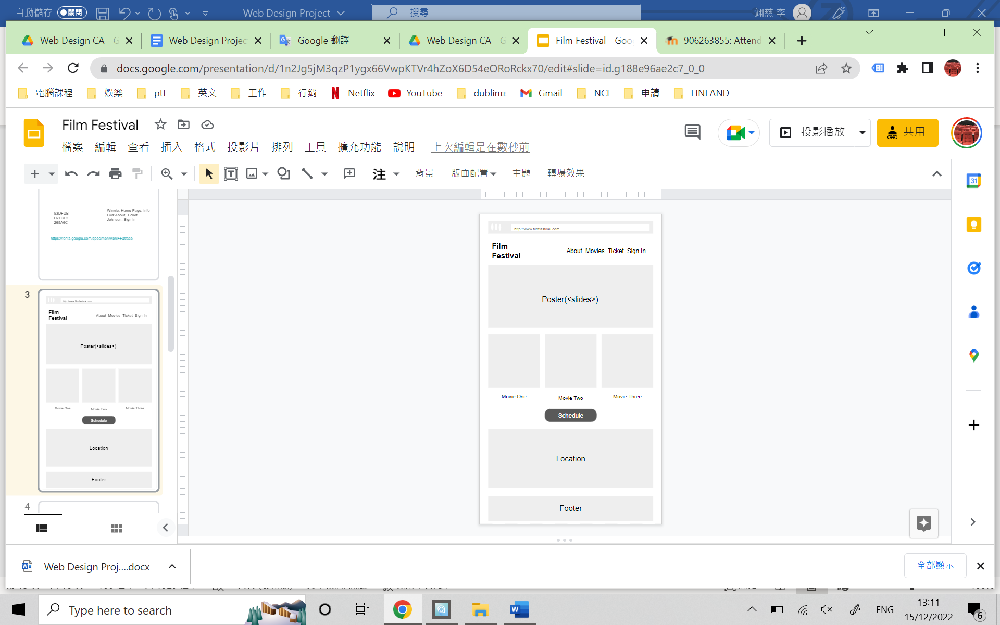 自動儲存 關閉 Web Design Project 搜尋 翊慈 李
Web Design CA - G Web Design Projec Google 翻譯 Web Design CA - G Film Festival - Goo 906263855: Attend
docs.google.com/presentation/d/1n2Jg5jM3qzP1ygx66VwpKTVr4hZoX6D54eORoRckx70/edit#slide=id.g188e96ae2c7_0_0
電腦課程 娛樂 ptt 英文 工作 行銷 Netflix YouTube dublinIE Gmail NCI 申請 FINLAND
Film Festival
檔案 編輯 查看 插入 格式 投影片 排列 工具 擴充功能 說明 上次編輯是在數秒前
投影播放 共用
注 背景 版面配置 主題 轉場效果
31
53DFDB
D7E3E2
265A6C
Winnie: Home Page, Info
Luis:About, Ticket
Johnson: Sign In
https://fonts.google.com/specimen/Abril+Fatface
3
http://www.filmfestival.com
Film
Festival
About Movies Ticket Sign In
Poster(<slides>)
Movie One Movie Two Movie Three
Schedule
Location
Footer
4
http://www.filmfestival.com
Film
Festival
About Movies Ticket Sign In
Poster(<slides>)
Movie One Movie Two Movie Three
Schedule
Location
Footer
Web Design Proj....docx
全部顯示
Type here to search
ENG
13:11
15/12/2022
6